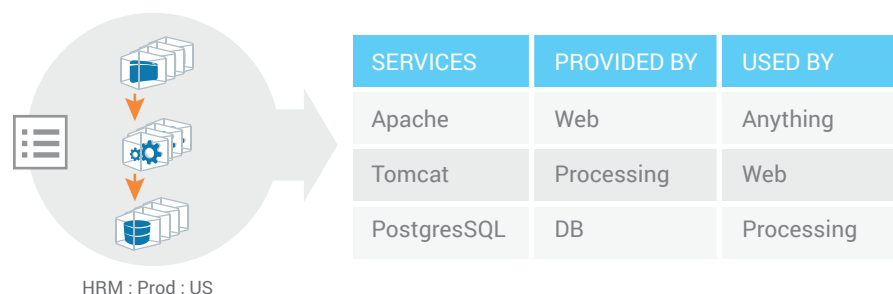 SERVICES PROVIDED BY USED BY
Apache Web Anything
Tomcat Processing Web
PostgresSQL DB Processing
HRM : Prod : US